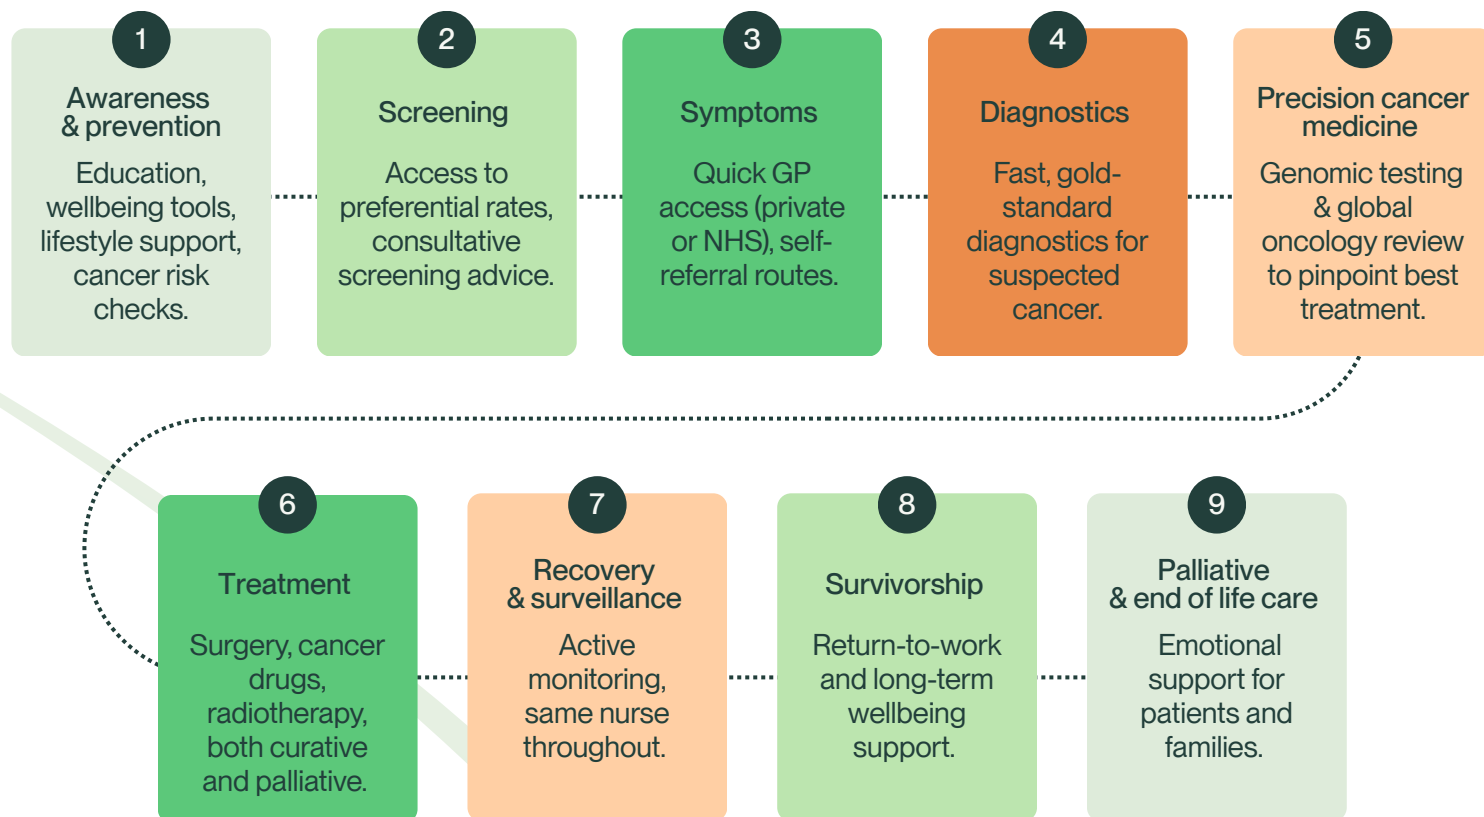 1
Awareness
& prevention
Education,
wellbeing tools,
lifestyle support,
cancer risk
checks.
2
Screening
Access to
preferential rates,
consultative
screening advice.
3
Symptoms
Quick GP
access (private
or NHS), self-
referral routes.
4
Diagnostics
Fast, gold-
standard
diagnostics for
suspected
cancer.
5
Precision cancer
medicine
Genomic testing
& global
oncology review
to pinpoint best
treatment.
6
Treatment
Surgery, cancer
drugs,
radiotherapy,
both curative
and palliative.
7
Recovery
& surveillance
Active
monitoring,
same nurse
throughout.
8
Survivorship
Return-to-work
and long-term
wellbeing
support.
9
Palliative
& end of life care
Emotional
support for
patients and
families.